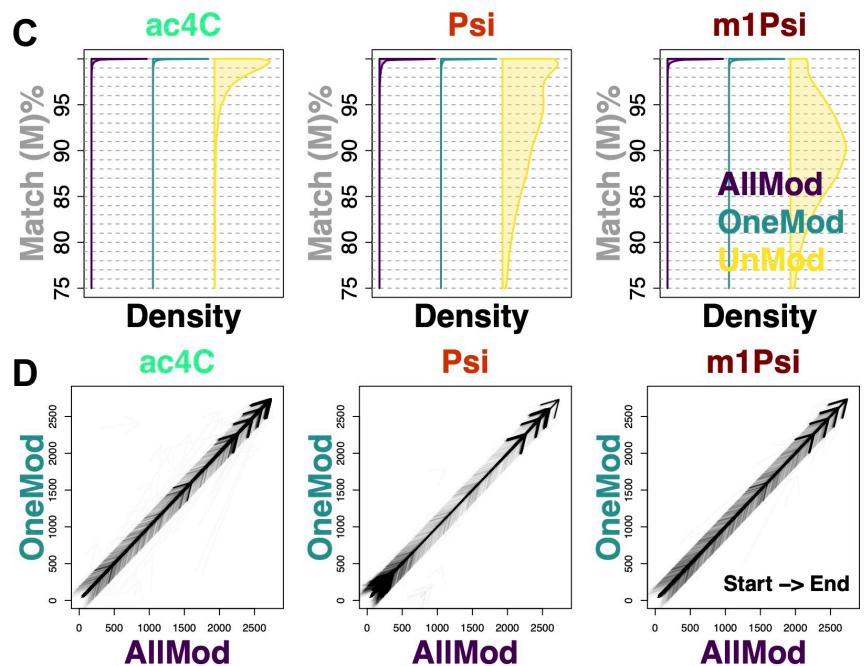 C
ac4C Psi m1Psi
Match (M)% Match (M)% Match (M)%
95 95 95
90 90 90
85 85 85
80 80 80
75 75 75
AllMod
OneMod
UnMod
Density Density Density
D
ac4C Psi m1Psi
OneMod OneMod OneMod
2500 2500 2500
2000 2000 2000
1500 1500 1500
1000 1000 1000
500 500 500
0 0 0
Start -> End
0 500 1000 1500 2000 2500 0 500 1000 1500 2000 2500 0 500 1000 1500 2000 2500
AllMod AllMod AllMod